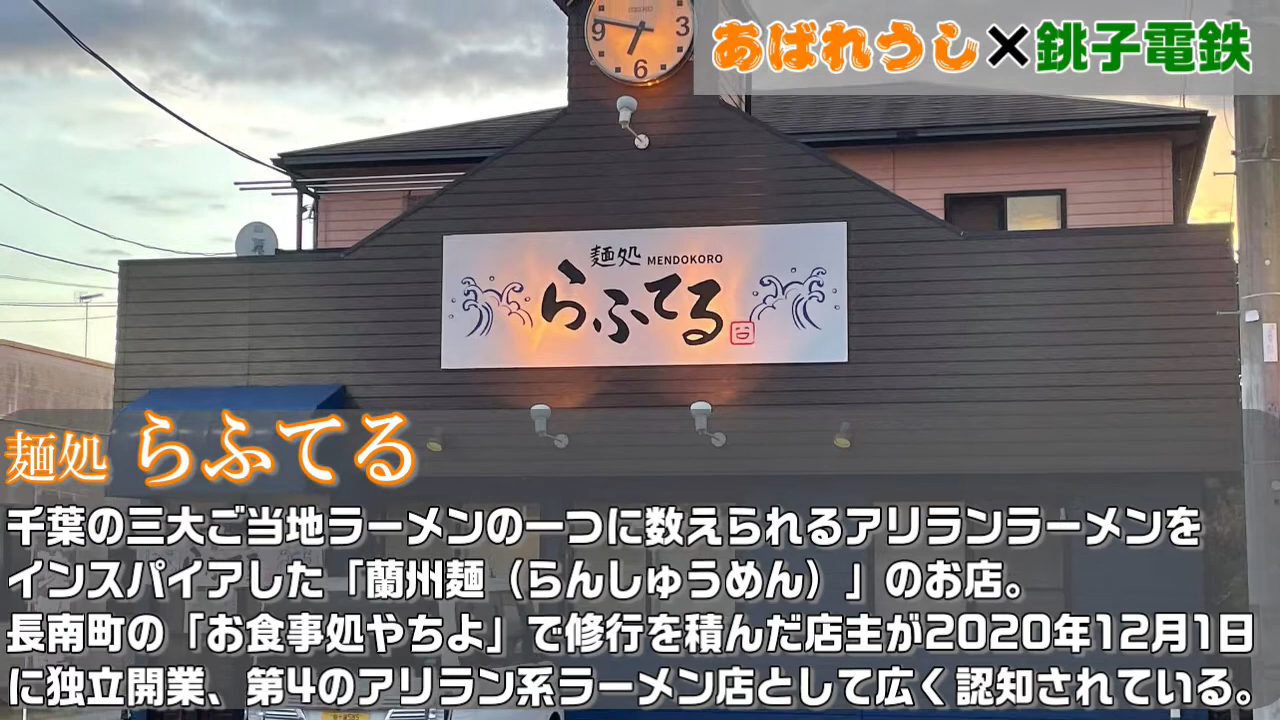 あばれうし×銚子電鉄
9 3
6
麺処 MENDOKORO
らふてる
麺処 らふてる
千葉の三大ご当地ラーメンの一つに数えられるアリランラーメンを
インスパイアした「蘭州麺（らんしゅうめん）」のお店。
長南町の「お食事処やちよ」で修行を積んだ店主が2020年12月1日
に独立開業、第4のアリラン系ラーメン店として広く認知されている。